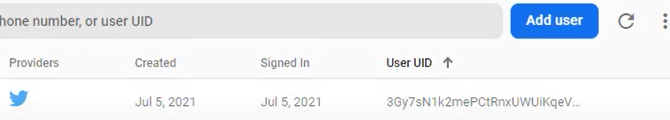 hone number, or user UID Add user
Providers Created Signed In User UID
Jul 5, 2021 Jul 5, 2021 3Gy7sN1k2mePCtRnxUWUiKqeV...